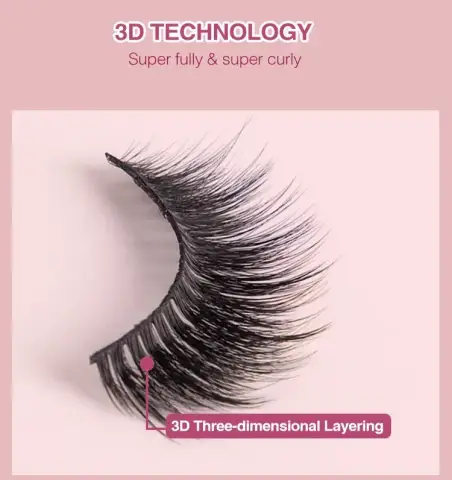 3D TECHNOLOGY
Super fully & super curly
3D Three-dimensional Layering